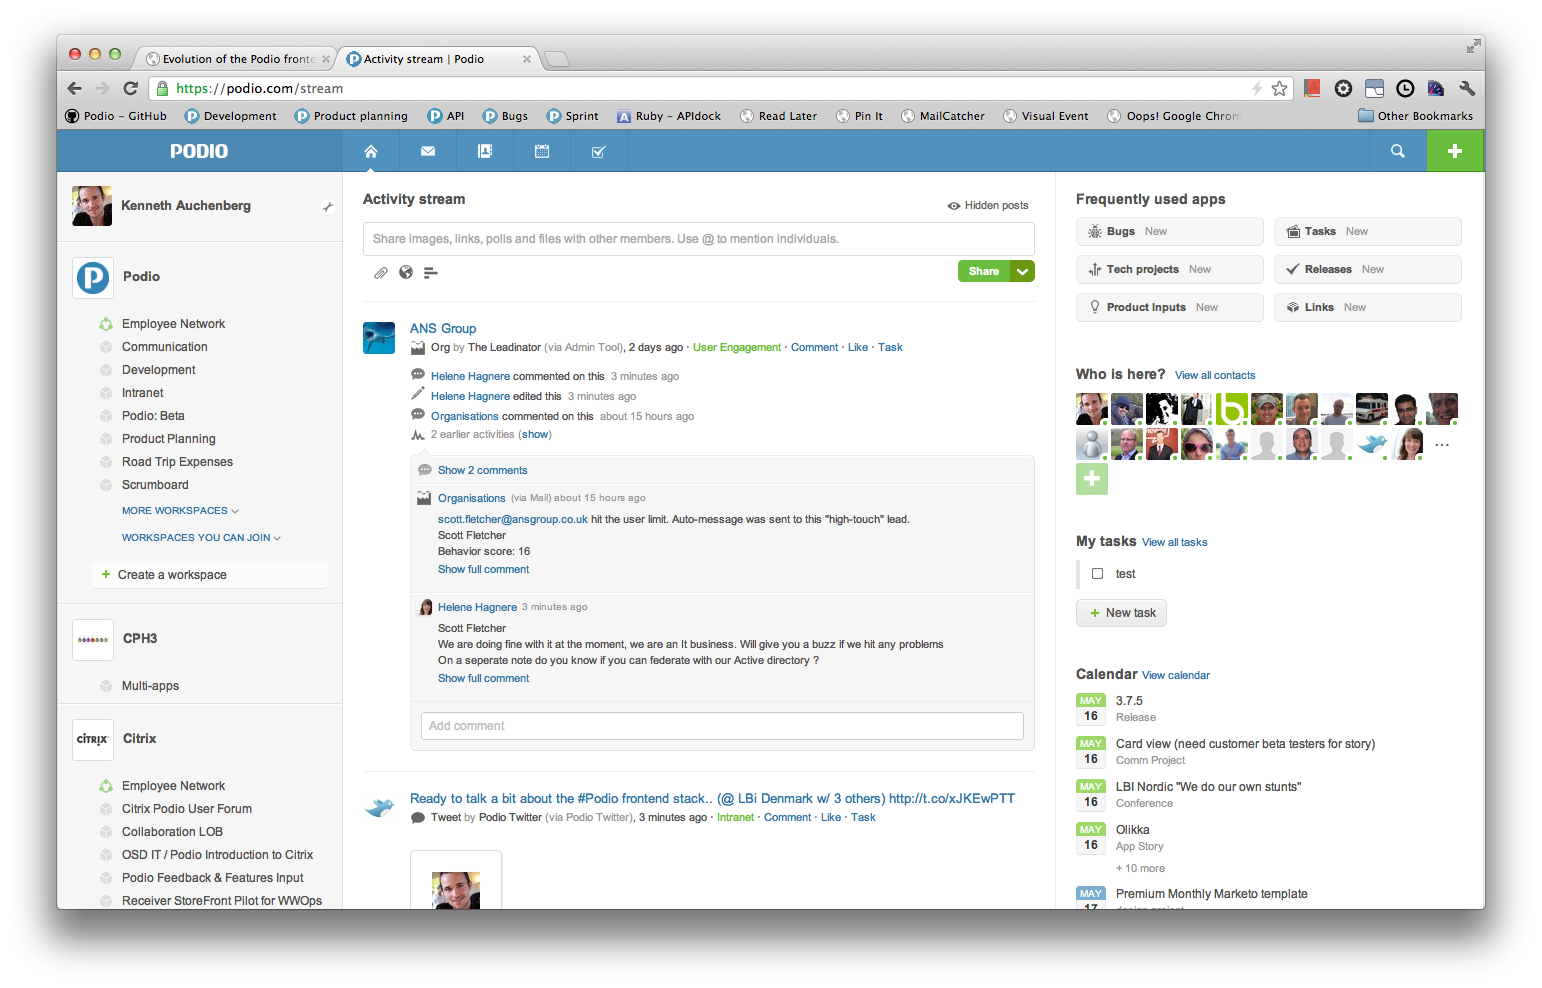 Evolution of the Podio fronte
Activity stream | Podio
https://podio.com/stream
Podio – GitHub
Development
Product planning
API
Bugs
Sprint
Ruby – APIdock
Read Later
Pin It
MailCatcher
Visual Event
Oops! Google Chrom
Other Bookmarks
PODIO
Kenneth Auchenberg
Podio
Employee Network
Communication
Development
Intranet
Podio: Beta
Product Planning
Road Trip Expenses
Scrumboard
MORE WORKSPACES
WORKSPACES YOU CAN JOIN
+ Create a workspace
CPH3
Multi-apps
CİTRIX
Citrix
Employee Network
Citrix Podio User Forum
Collaboration LOB
OSD IT / Podio Introduction to Citrix
Podio Feedback & Features Input
Receiver StoreFront Pilot for WWOps
Activity stream
Hidden posts
Share images, links, polls and files with other members. Use @ to mention individuals.
Share
ANS Group
Org by The Leadinator (via Admin Tool), 2 days ago · User Engagement · Comment · Like · Task
Helene Hagnere commented on this 3 minutes ago
Helene Hagnere edited this 3 minutes ago
Organisations commented on this about 15 hours ago
2 earlier activities (show)
Show 2 comments
Organisations (via Mail) about 15 hours ago
scott.fletcher@ansgroup.co.uk hit the user limit. Auto-message was sent to this "high-touch" lead.
Scott Fletcher
Behavior score: 16
Show full comment
Helene Hagnere 3 minutes ago
Scott Fletcher
We are doing fine with it at the moment, we are an It business. Will give you a buzz if we hit any problems
On a seperate note do you know if you can federate with our Active directory ?
Show full comment
Add comment
Ready to talk a bit about the #Podio frontend stack.. (@ LBi Denmark w/ 3 others) http://t.co/xJKEwPTT
Tweet by Podio Twitter (via Podio Twitter), 3 minutes ago · Intranet · Comment · Like · Task
Frequently used apps
Bugs New
Tasks New
Tech projects New
Releases New
Product Inputs New
Links New
Who is here? View all contacts
...
My tasks View all tasks
test
+ New task
Calendar View calendar
MAY 16
3.7.5
Release
MAY 16
Card view (need customer beta testers for story)
Comm Project
MAY 16
LBI Nordic "We do our own stunts"
Conference
MAY 16
Olikka
App Story
+ 10 more
MAY 17
Premium Monthly Marketo template
design project